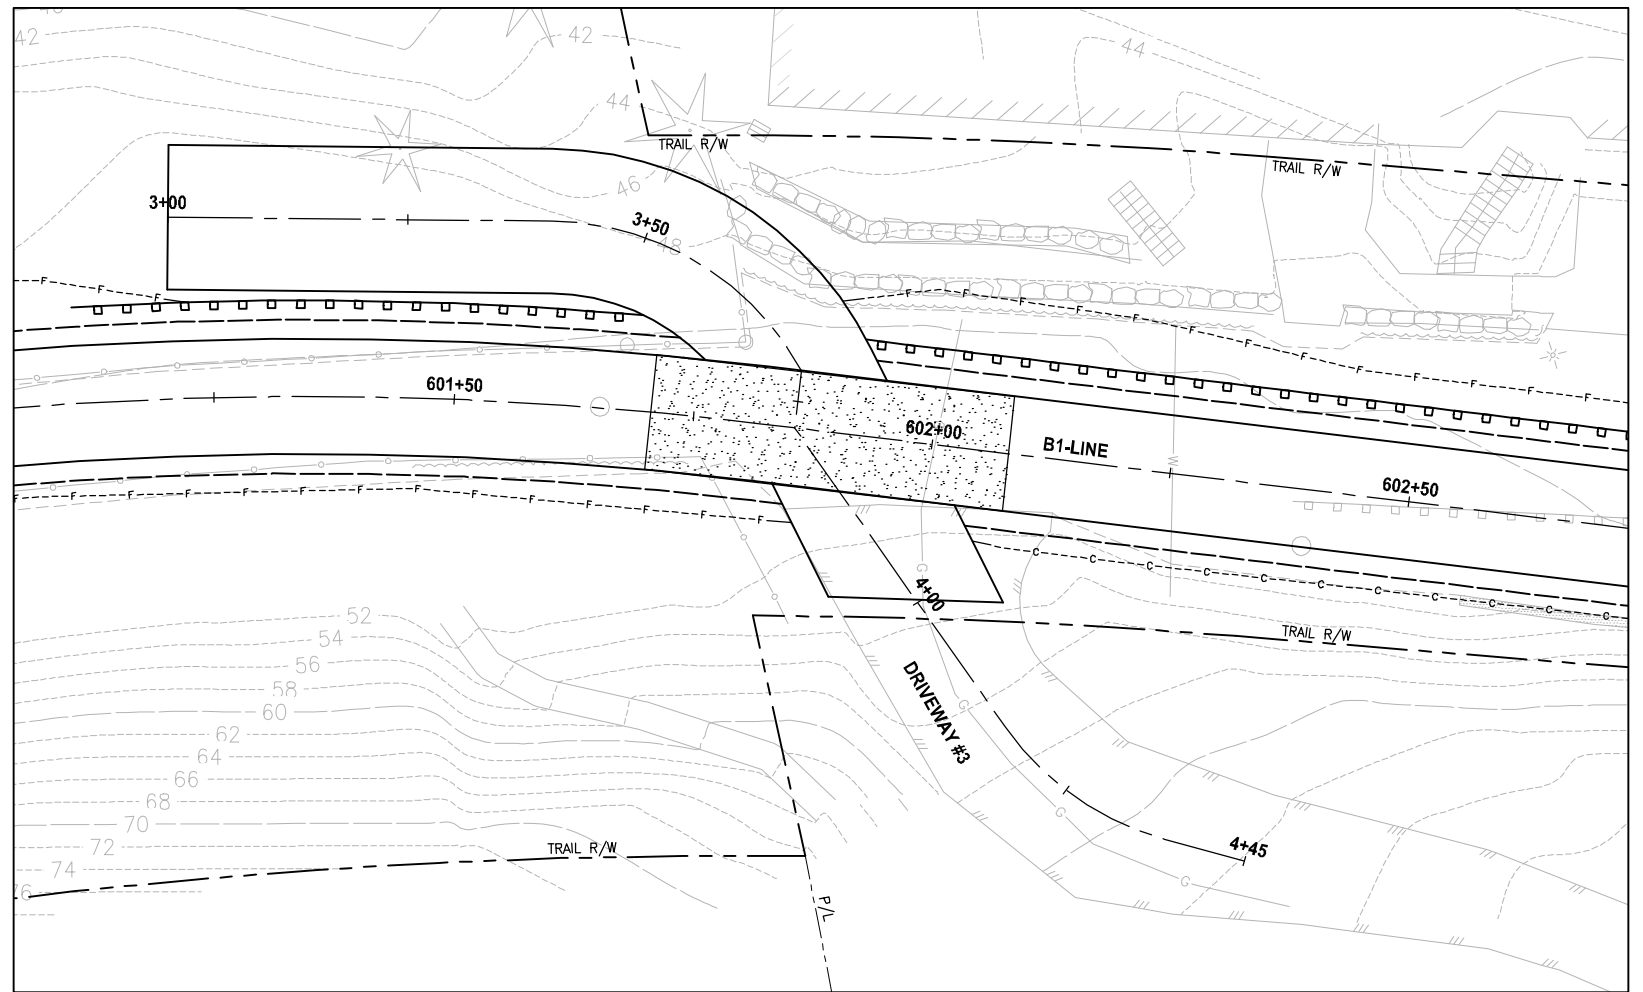 42
42
44
44
TRAIL R/W
TRAIL R/W
46
3+00
3+50
48
F F F
F F F F F F F F F F F F F
601+50
602+00
B1-LINE
W
602+50
F F F F F F F F F F F F F F
C C C C C C C C C C C
G
4+00
52
54
56
58
60
62
64
66
68
70
72
74
76
TRAIL R/W
DRIVEWAY #3
G
G
G
4+45
TRAIL R/W
P/L